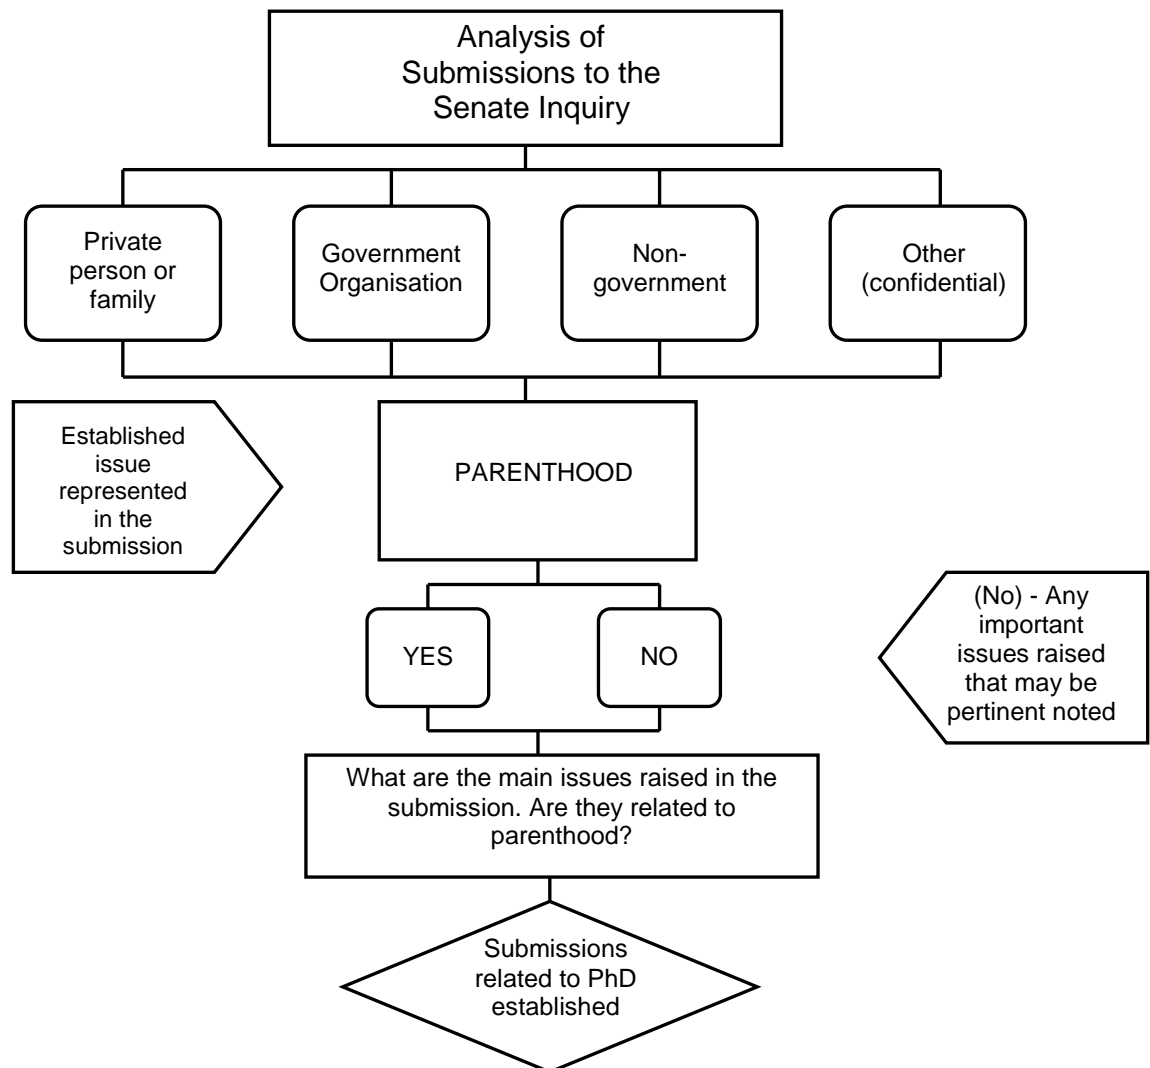 Analysis of
Submissions to the
Senate Inquiry
Private
person or
family
Government
Organisation
Non-
government
Other
(confidential)
Established
issue
represented
in the
submission
PARENTHOOD
YES
NO
(No) - Any
important
issues raised
that may be
pertinent noted
What are the main issues raised in the
submission. Are they related to
parenthood?
Submissions
related to PhD
established